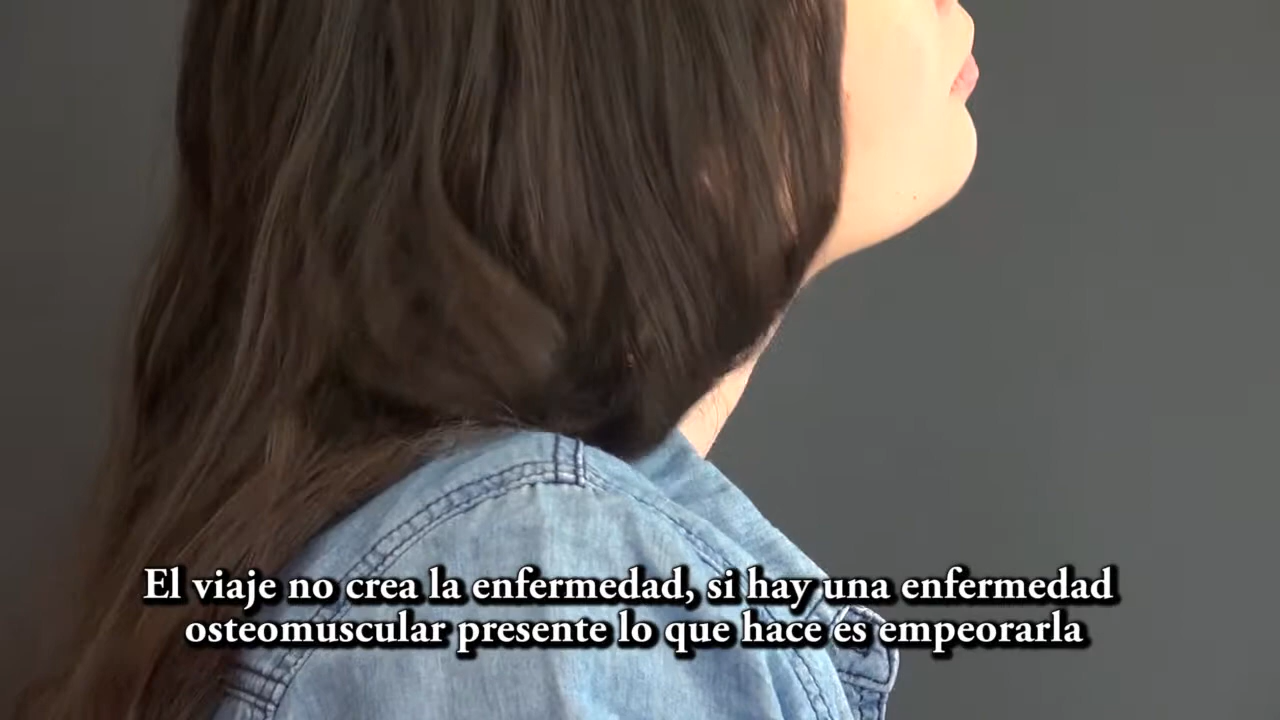 El viaje no crea la enfermedad, si hay una enfermedad
osteomuscular presente lo que hace es empeorarla